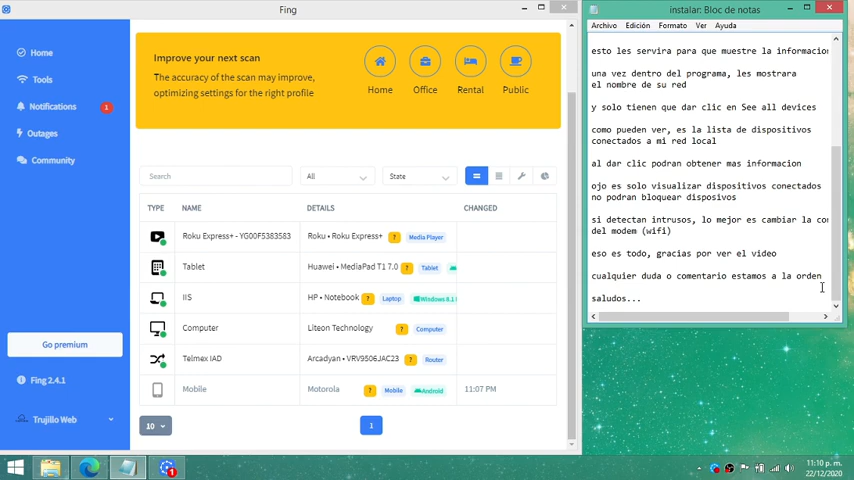 Fing
Home
Tools
Notifications
1
Outages
Community
Go premium
Fing 2.4.1
Trujillo Web
Improve your next scan
The accuracy of the scan may improve,
optimizing settings for the right profile
Home
Office
Rental
Public
Search
All
State
TYPE NAME DETAILS CHANGED
Roku Express+ - YG00F5383583 Roku • Roku Express+ ? Media Player
Tablet Huawei • MediaPad T1 7.0 ? Tablet
IIS HP • Notebook ? Laptop Windows 8.1
Computer Liteon Technology ? Computer
Telmex IAD Arcadyan • VRV9506JAC23 ? Router
Mobile Motorola ? Mobile Android 11:07 PM
10
1
instalar: Bloc de notas
Archivo Edición Formato Ver Ayuda
esto les servira para que muestre la informacion
una vez dentro del programa, les mostrara
el nombre de su red
y solo tienen que dar clic en See all devices
como pueden ver, es la lista de dispositivos
conectados a mi red local
al dar clic podran obtener mas informacion
ojo es solo visualizar dispositivos conectados
no podran bloquear disposivos
si detectan intrusos, lo mejor es cambiar la
del modem (wifi)
eso es todo, gracias por ver el video
cualquier duda o comentario estamos a la orden
saludos...
1
11:10 p. m.
22/12/2020